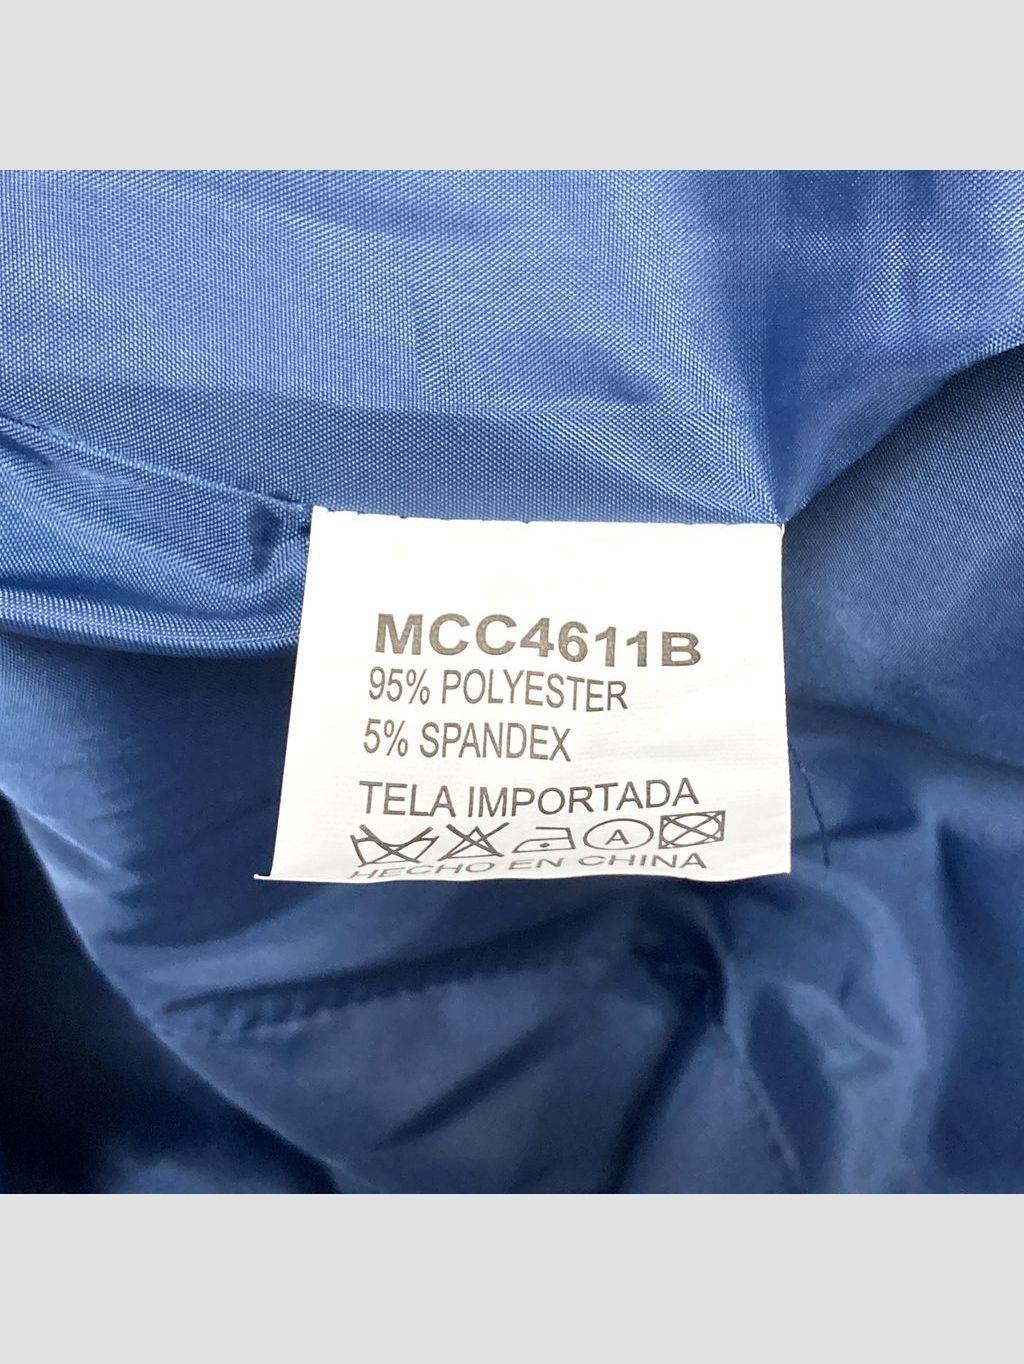 MCC4611B
95% POLYESTER
5% SPANDEX
TELA IMPORTADA
A
HECHO EN CHINA